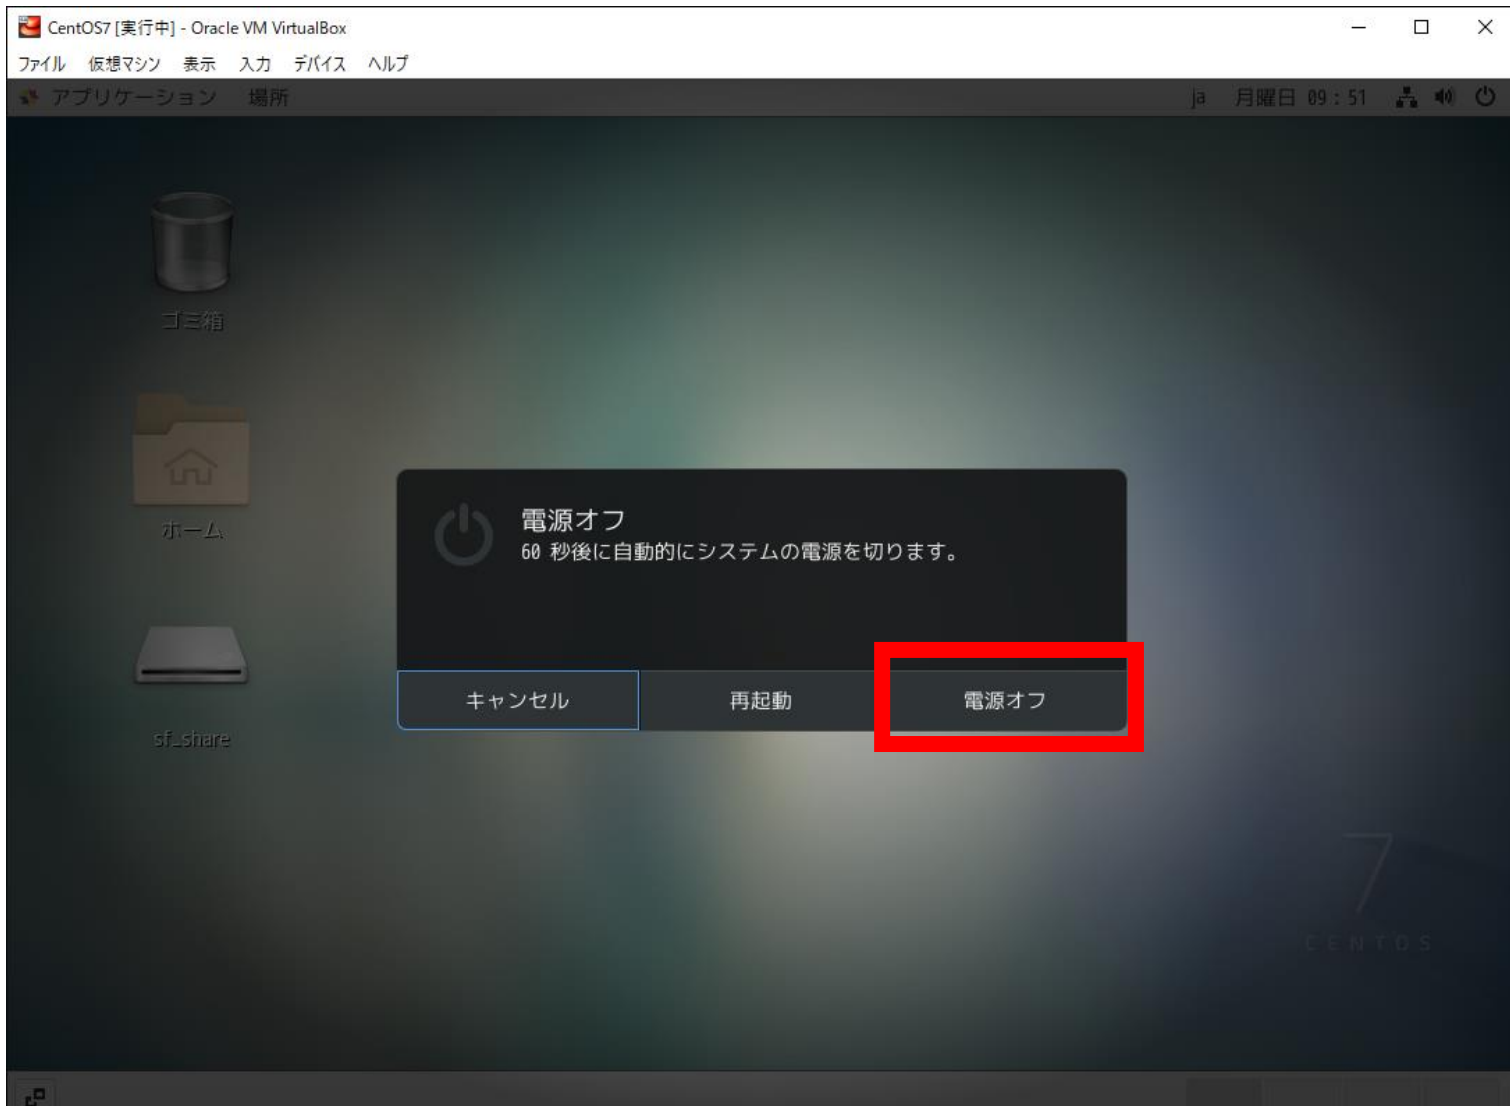 CentOS7 [実行中] - Oracle VM VirtualBox
ファイル 仮想マシン 表示 入力 デバイス ヘルプ
アプリケーション 場所 ja 月曜日 09：51
ゴミ箱
ホーム
sf_share
電源オフ
60 秒後に自動的にシステムの電源を切ります。
キャンセル 再起動 電源オフ
7
CENTOS